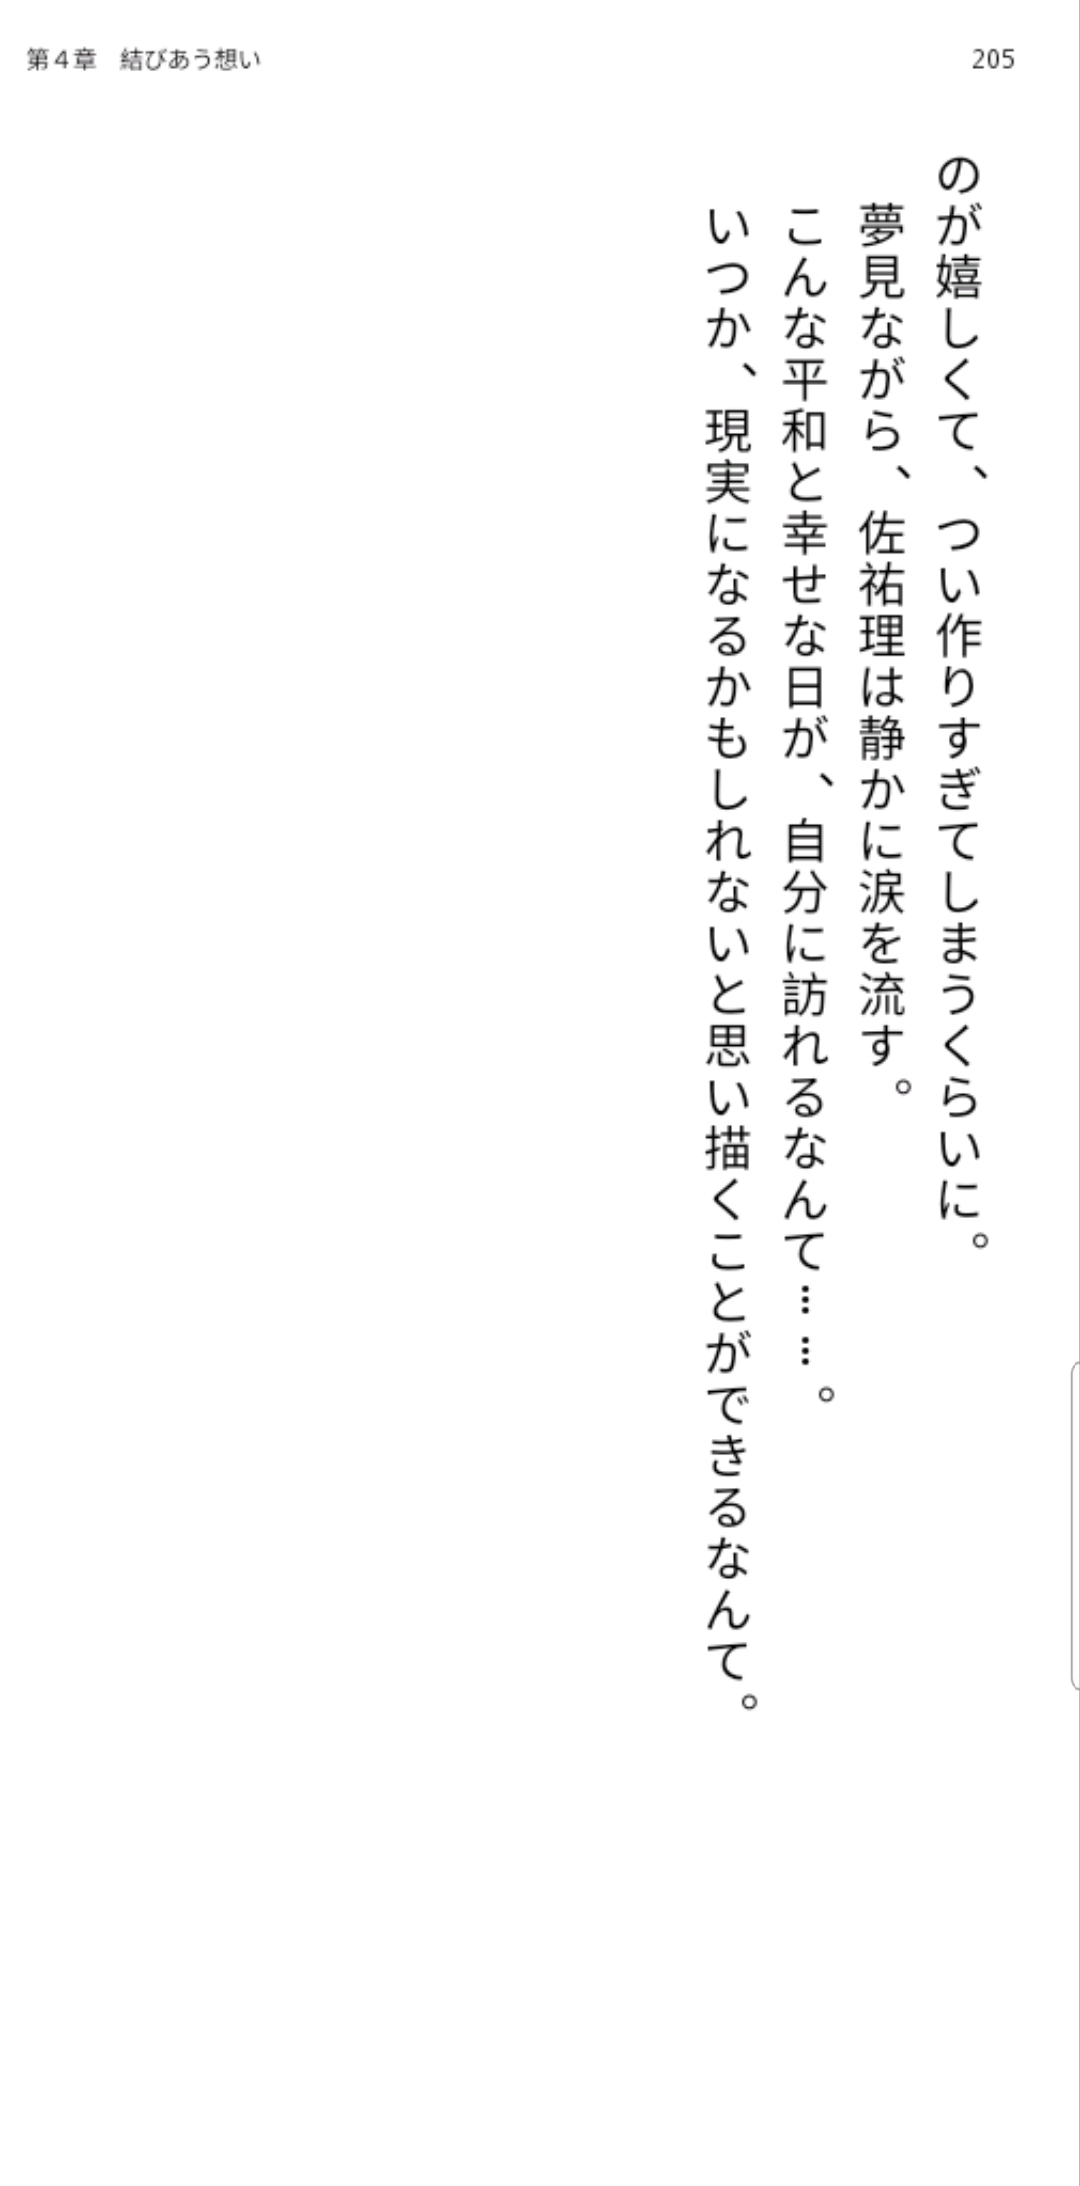 第４章　結びあう想い
205
のが嬉しくて、つい作りすぎてしまうくらいに。
夢見ながら、佐祐理は静かに涙を流す。
こんな平和と幸せな日が、自分に訪れるなんて……。
いつか、現実になるかもしれないと思い描くことができるなんて。